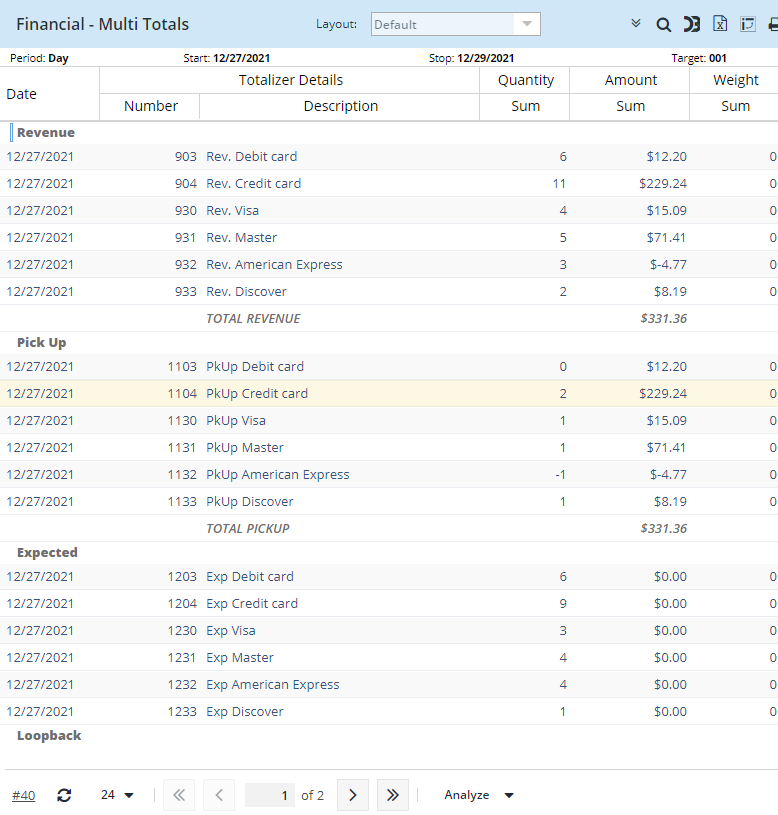 Financial - Multi Totals Layout: Default
Period: Day Start: 12/27/2021 Stop: 12/29/2021 Target: 001
Date Totalizer Details Quantity Amount Weight
Number Description Sum Sum Sum
Revenue
12/27/2021 903 Rev. Debit card 6 $12.20 0
12/27/2021 904 Rev. Credit card 11 $229.24 0
12/27/2021 930 Rev. Visa 4 $15.09 0
12/27/2021 931 Rev. Master 5 $71.41 0
12/27/2021 932 Rev. American Express 3 $-4.77 0
12/27/2021 933 Rev. Discover 2 $8.19 0
TOTAL REVENUE $331.36
Pick Up
12/27/2021 1103 PkUp Debit card 0 $12.20 0
12/27/2021 1104 PkUp Credit card 2 $229.24 0
12/27/2021 1130 PkUp Visa 1 $15.09 0
12/27/2021 1131 PkUp Master 1 $71.41 0
12/27/2021 1132 PkUp American Express -1 $-4.77 0
12/27/2021 1133 PkUp Discover 1 $8.19 0
TOTAL PICKUP $331.36
Expected
12/27/2021 1203 Exp Debit card 6 $0.00 0
12/27/2021 1204 Exp Credit card 9 $0.00 0
12/27/2021 1230 Exp Visa 3 $0.00 0
12/27/2021 1231 Exp Master 4 $0.00 0
12/27/2021 1232 Exp American Express 4 $0.00 0
12/27/2021 1233 Exp Discover 1 $0.00 0
Loopback
#40 24 1 of 2 Analyze